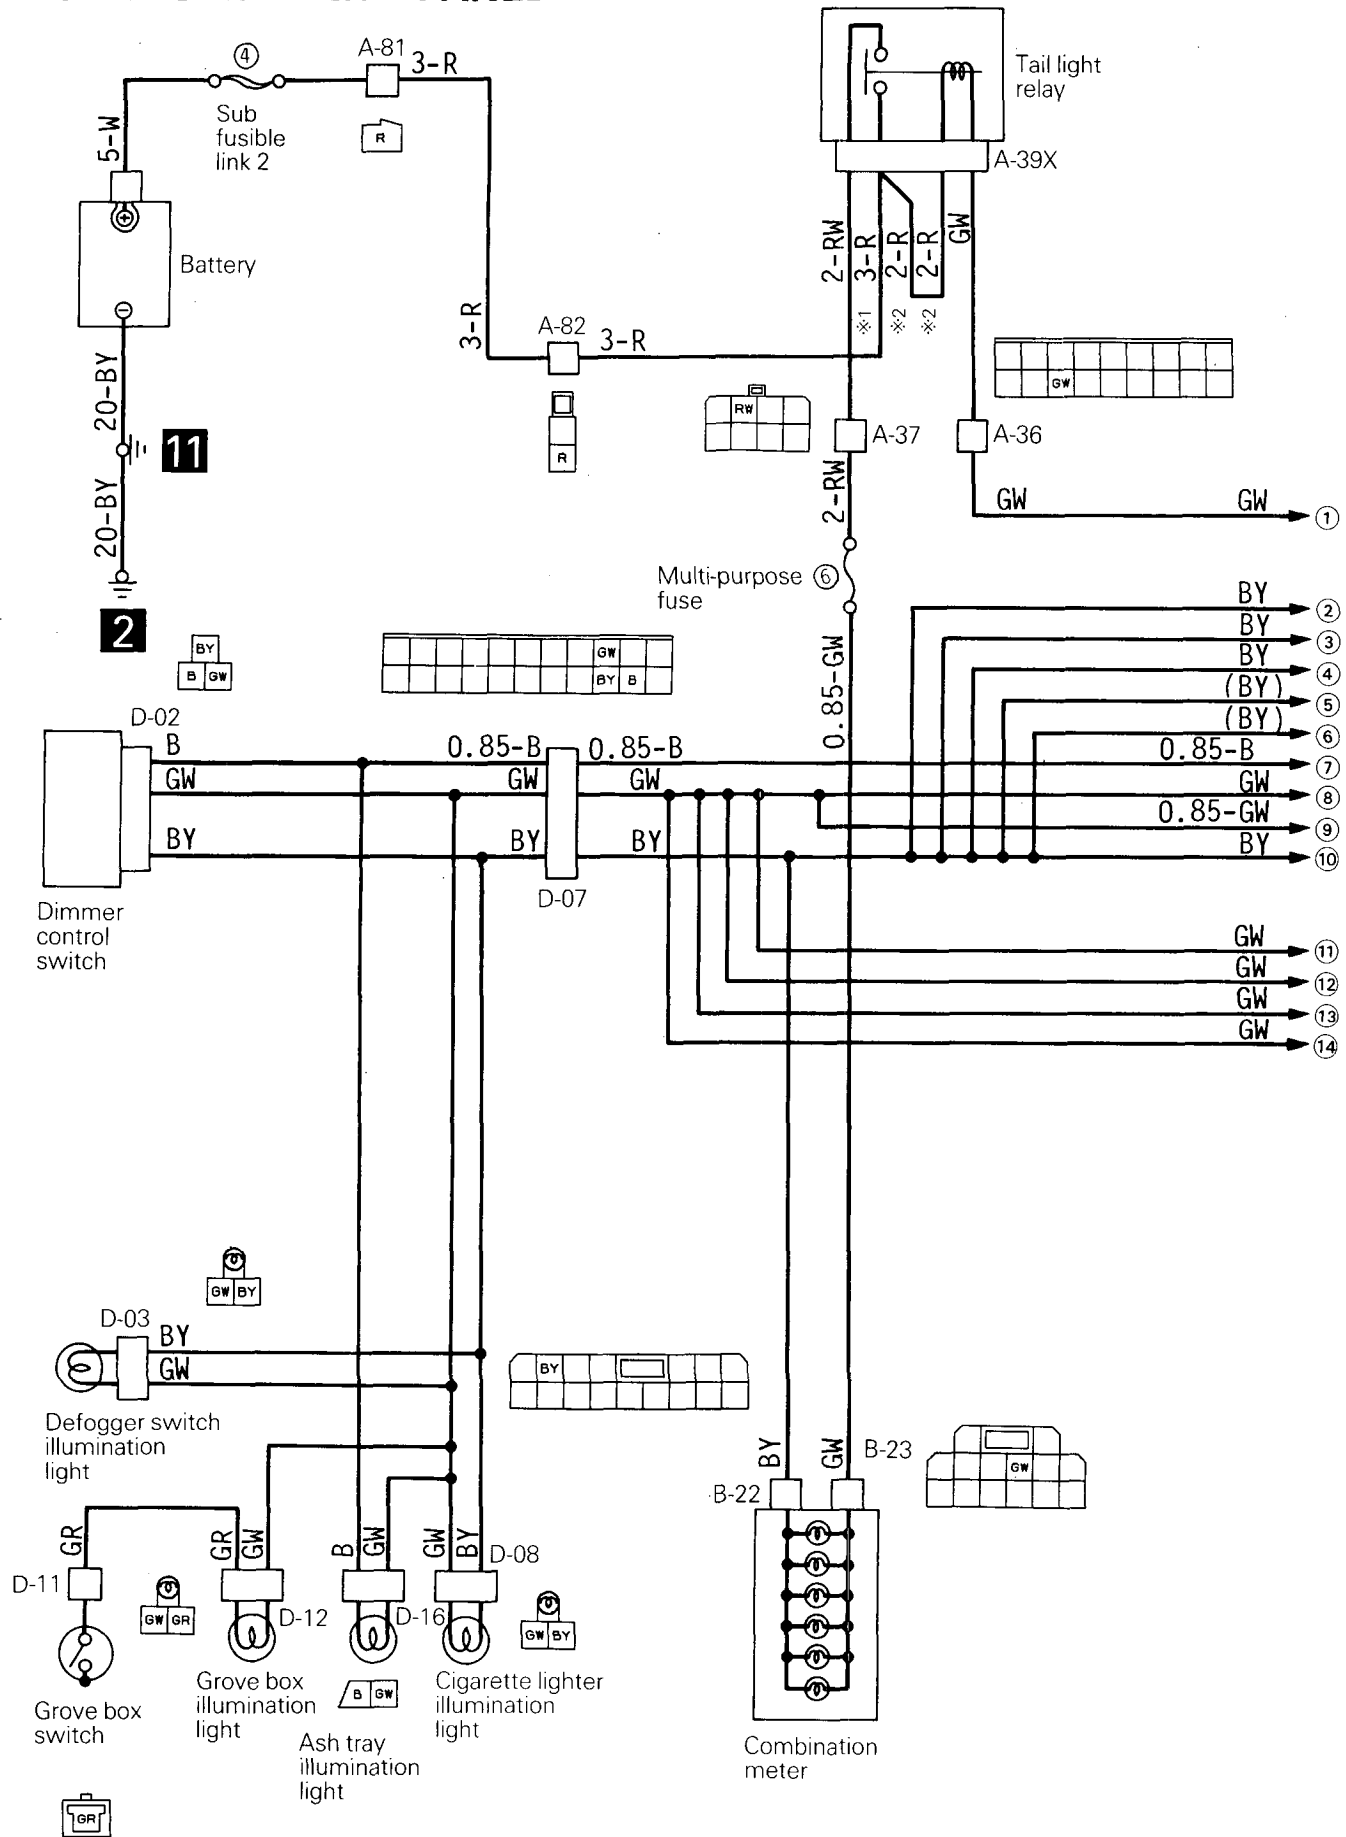 ④
A-81
3-R
Sub
fusible
link 2
R
5-W
Battery
20-BY
11
20-BY
2
3-R
A-82
3-R
R
Tail light
relay
A-39X
2-RW
3-R
2-R
2-R
GW
※1
※2
※2
GW
RW
A-37
A-36
2-RW
GW
GW
①
Multi-purpose ⑥
fuse
0.85-GW
BY
②
BY
③
BY
④
(BY)
⑤
(BY)
⑥
0.85-B
⑦
GW
⑧
0.85-GW
⑨
BY
⑩
BY
B GW
GW
BY B
D-02
B
GW
BY
0.85-B
GW
BY
0.85-B
GW
BY
D-07
Dimmer
control
switch
GW
⑪
GW
⑫
GW
⑬
GW
⑭
GW BY
D-03
BY
GW
Defogger switch
illumination
light
BY
BY
GW
B-23
GW
B-22
GR
GR
GW
B
GW
GW
BY
D-08
D-11
GW GR
D-12
D-16
GW BY
Grove box
switch
Grove box
illumination
light
B GW
Ash tray
illumination
light
Cigarette lighter
illumination
light
Combination
meter
GR